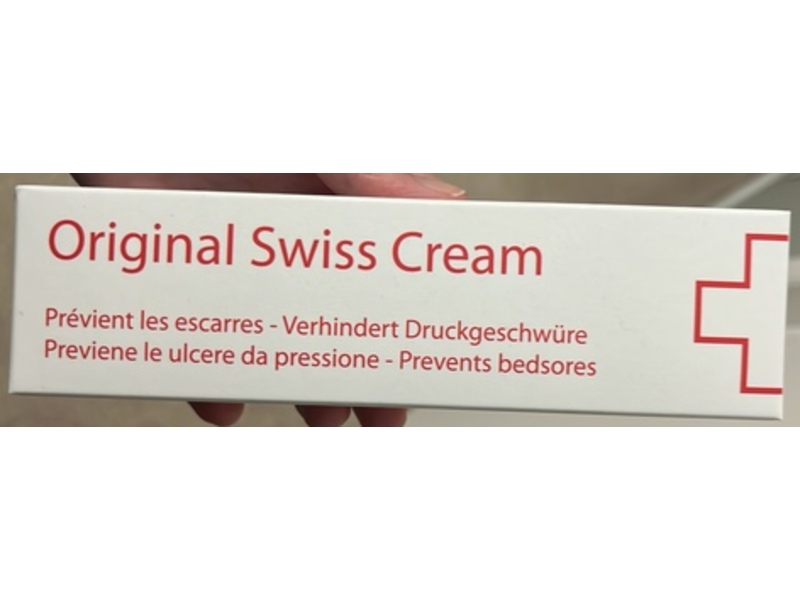 Original Swiss Cream
Prévient les escarres - Verhindert Druckgeschwüre
Previene le ulcere da pressione - Prevents bedsores